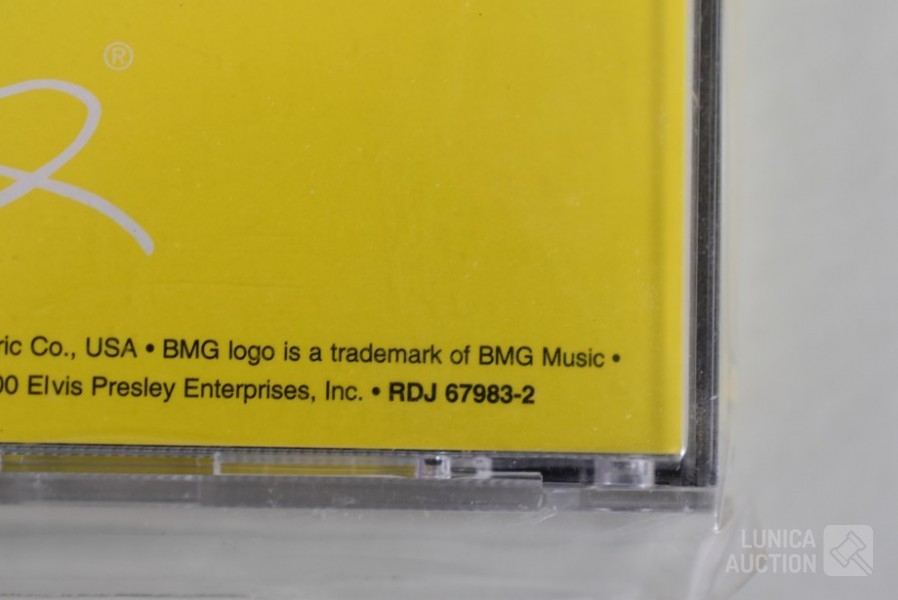 ®
ric Co., USA • BMG logo is a trademark of BMG Music •
00 Elvis Presley Enterprises, Inc. • RDJ 67983-2
LUNICA
AUCTION